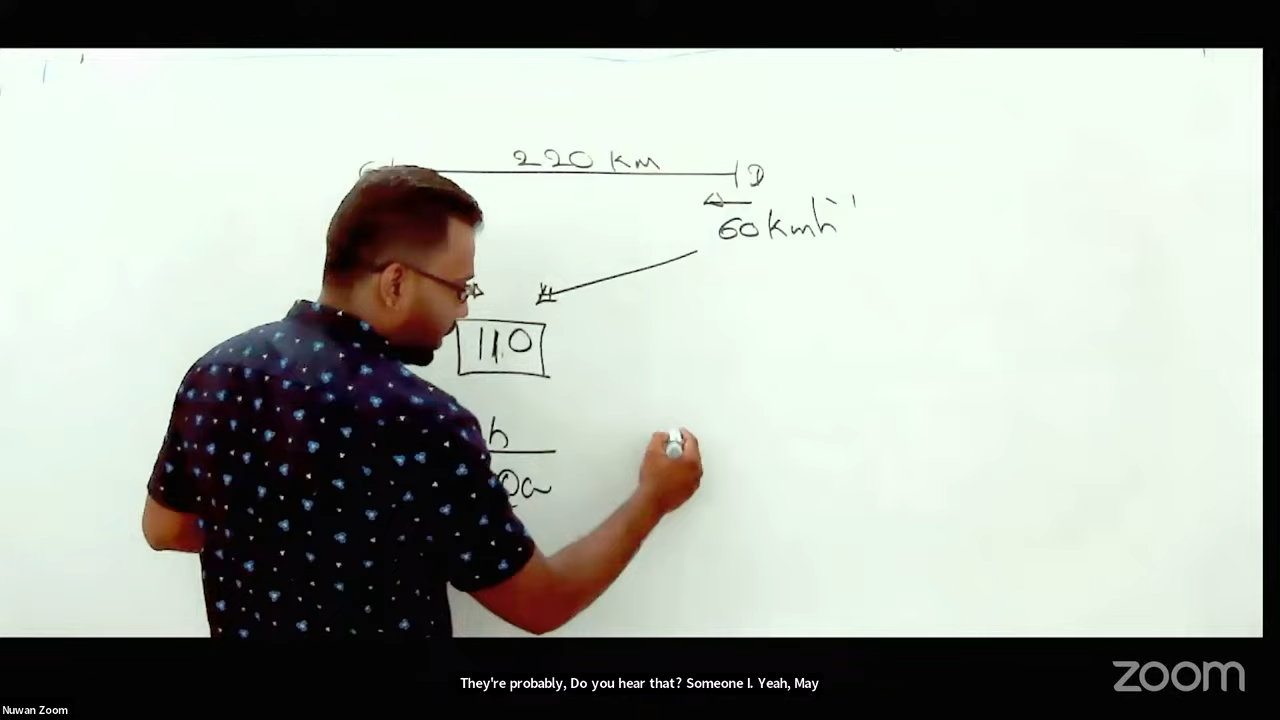 220 km
D
60 kmh⁻¹
110
h
0a
They're probably, Do you hear that? Someone I. Yeah, May
zoom
Nuwan Zoom